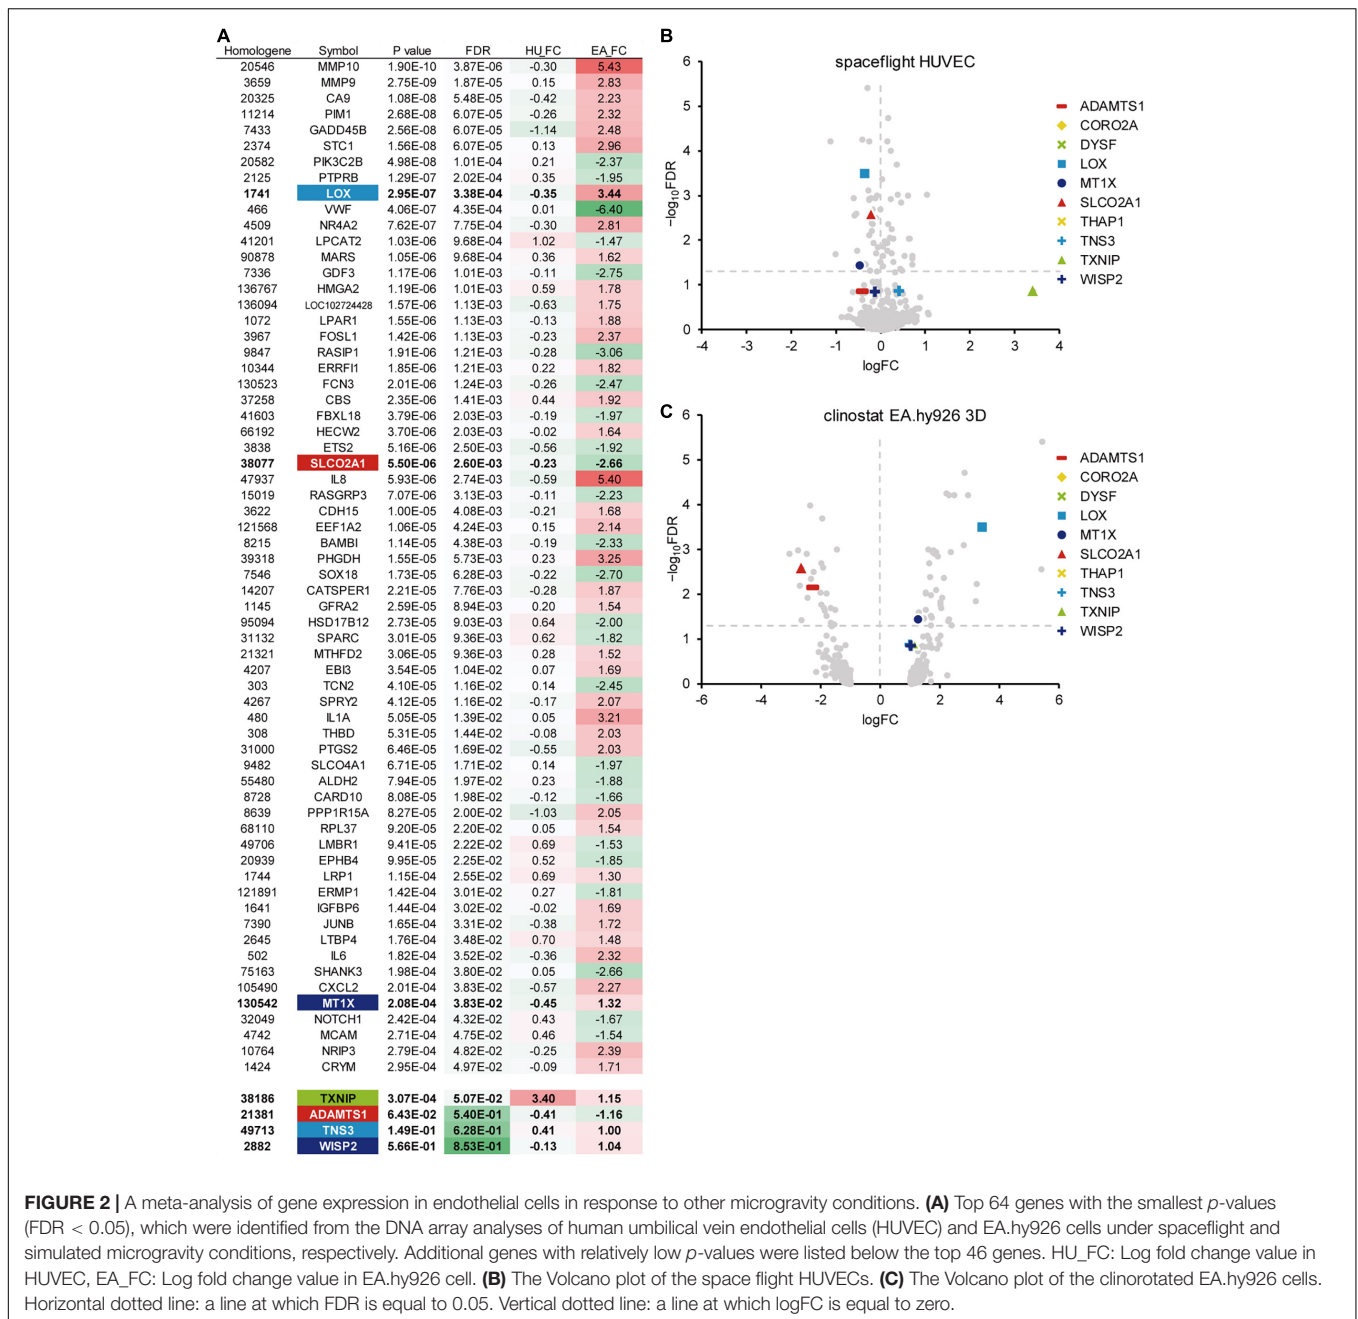 A
Homologene Symbol P value FDR HU_FC EA_FC
20546 MMP10 1.90E-10 3.87E-06 -0.30 5.43
3659 MMP9 2.75E-09 1.87E-05 0.15 2.83
20325 CA9 1.08E-08 5.48E-05 -0.42 2.23
11214 PIM1 2.68E-08 6.07E-05 -0.26 2.32
7433 GADD45B 2.56E-08 6.07E-05 -1.14 2.48
2374 STC1 1.56E-08 6.07E-05 0.13 2.96
20582 PIK3C2B 4.98E-08 1.01E-04 0.21 -2.37
2125 PTPRB 1.29E-07 2.02E-04 0.35 -1.95
1741 LOX 2.95E-07 3.38E-04 -0.35 3.44
466 VWF 4.06E-07 4.35E-04 0.01 -6.40
4509 NR4A2 7.62E-07 7.75E-04 -0.30 2.81
41201 LPCAT2 1.03E-06 9.68E-04 1.02 -1.47
90878 MARS 1.05E-06 9.68E-04 0.36 1.62
7336 GDF3 1.17E-06 1.01E-03 -0.11 -2.75
136767 HMGA2 1.19E-06 1.01E-03 0.59 1.78
136094 LOC102724428 1.57E-06 1.13E-03 -0.63 1.75
1072 LPAR1 1.55E-06 1.13E-03 -0.13 1.88
3967 FOSL1 1.42E-06 1.13E-03 -0.23 2.37
9847 RASIP1 1.91E-06 1.21E-03 -0.28 -3.06
10344 ERRFI1 1.85E-06 1.21E-03 0.22 1.82
130523 FCN3 2.01E-06 1.24E-03 -0.26 -2.47
37258 CBS 2.35E-06 1.41E-03 0.44 1.92
41603 FBXL18 3.79E-06 2.03E-03 -0.19 -1.97
66192 HECW2 3.70E-06 2.03E-03 -0.02 1.64
3838 ETS2 5.16E-06 2.50E-03 -0.56 -1.92
38077 SLCO2A1 5.50E-06 2.60E-03 -0.23 -2.66
47937 IL8 5.93E-06 2.74E-03 -0.59 5.40
15019 RASGRP3 7.07E-06 3.13E-03 -0.11 -2.23
3622 CDH15 1.00E-05 4.08E-03 -0.21 1.68
121568 EEF1A2 1.06E-05 4.24E-03 0.15 2.14
8215 BAMBI 1.14E-05 4.38E-03 -0.19 -2.33
39318 PHGDH 1.55E-05 5.73E-03 0.23 3.25
7546 SOX18 1.73E-05 6.28E-03 -0.22 -2.70
14207 CATSPER1 2.21E-05 7.76E-03 -0.28 1.87
1145 GFRA2 2.59E-05 8.94E-03 0.20 1.54
95094 HSD17B12 2.73E-05 9.03E-03 0.64 -2.00
31132 SPARC 3.01E-05 9.36E-03 0.62 -1.82
21321 MTHFD2 3.06E-05 9.36E-03 0.28 1.52
4207 EBI3 3.54E-05 1.04E-02 0.07 1.69
303 TCN2 4.10E-05 1.16E-02 0.14 -2.45
4267 SPRY2 4.12E-05 1.16E-02 -0.17 2.07
480 IL1A 5.05E-05 1.39E-02 0.05 3.21
308 THBD 5.31E-05 1.44E-02 -0.08 2.03
31000 PTGS2 6.46E-05 1.69E-02 -0.55 2.03
9482 SLCO4A1 6.71E-05 1.71E-02 0.14 -1.97
55480 ALDH2 7.94E-05 1.97E-02 0.23 -1.88
8728 CARD10 8.08E-05 1.98E-02 -0.12 -1.66
8639 PPP1R15A 8.27E-05 2.00E-02 -1.03 2.05
68110 RPL37 9.20E-05 2.20E-02 0.05 1.54
49706 LMBR1 9.41E-05 2.22E-02 0.69 -1.53
20939 EPHB4 9.95E-05 2.25E-02 0.52 -1.85
1744 LRP1 1.15E-04 2.55E-02 0.69 1.30
121891 ERMP1 1.42E-04 3.01E-02 0.27 -1.81
1641 IGFBP6 1.44E-04 3.02E-02 -0.02 1.69
7390 JUNB 1.65E-04 3.31E-02 -0.38 1.72
2645 LTBP4 1.76E-04 3.48E-02 0.70 1.48
502 IL6 1.82E-04 3.52E-02 -0.36 2.32
75163 SHANK3 1.98E-04 3.80E-02 0.05 -2.66
105490 CXCL2 2.01E-04 3.83E-02 -0.57 2.27
130542 MT1X 2.08E-04 3.83E-02 -0.45 1.32
32049 NOTCH1 2.42E-04 4.32E-02 0.43 -1.67
4742 MCAM 2.71E-04 4.75E-02 0.46 -1.54
10764 NRIP3 2.79E-04 4.82E-02 -0.25 2.39
1424 CRYM 2.95E-04 4.97E-02 -0.09 1.71
38186 TXNIP 3.07E-04 5.07E-02 3.40 1.15
21381 ADAMTS1 6.43E-02 5.40E-01 -0.41 -1.16
49713 TNS3 1.49E-01 6.28E-01 0.41 1.00
2882 WISP2 5.66E-01 8.53E-01 -0.13 1.04
B
spaceflight HUVEC
6
5
4
3
2
1
0
−log10FDR
-4 -3 -2 -1 0 1 2 3 4
logFC
ADAMTS1
CORO2A
DYSF
LOX
MT1X
SLCO2A1
THAP1
TNS3
TXNIP
WISP2
C
clinostat EA.hy926 3D
6
5
4
3
2
1
0
−log10FDR
-6 -4 -2 0 2 4 6
logFC
ADAMTS1
CORO2A
DYSF
LOX
MT1X
SLCO2A1
THAP1
TNS3
TXNIP
WISP2
FIGURE 2 | A meta-analysis of gene expression in endothelial cells in response to other microgravity conditions. (A) Top 64 genes with the smallest p-values
(FDR < 0.05), which were identified from the DNA array analyses of human umbilical vein endothelial cells (HUVEC) and EA.hy926 cells under spaceflight and
simulated microgravity conditions, respectively. Additional genes with relatively low p-values were listed below the top 46 genes. HU_FC: Log fold change value in
HUVEC, EA_FC: Log fold change value in EA.hy926 cell. (B) The Volcano plot of the space flight HUVECs. (C) The Volcano plot of the clinorotated EA.hy926 cells.
Horizontal dotted line: a line at which FDR is equal to 0.05. Vertical dotted line: a line at which logFC is equal to zero.